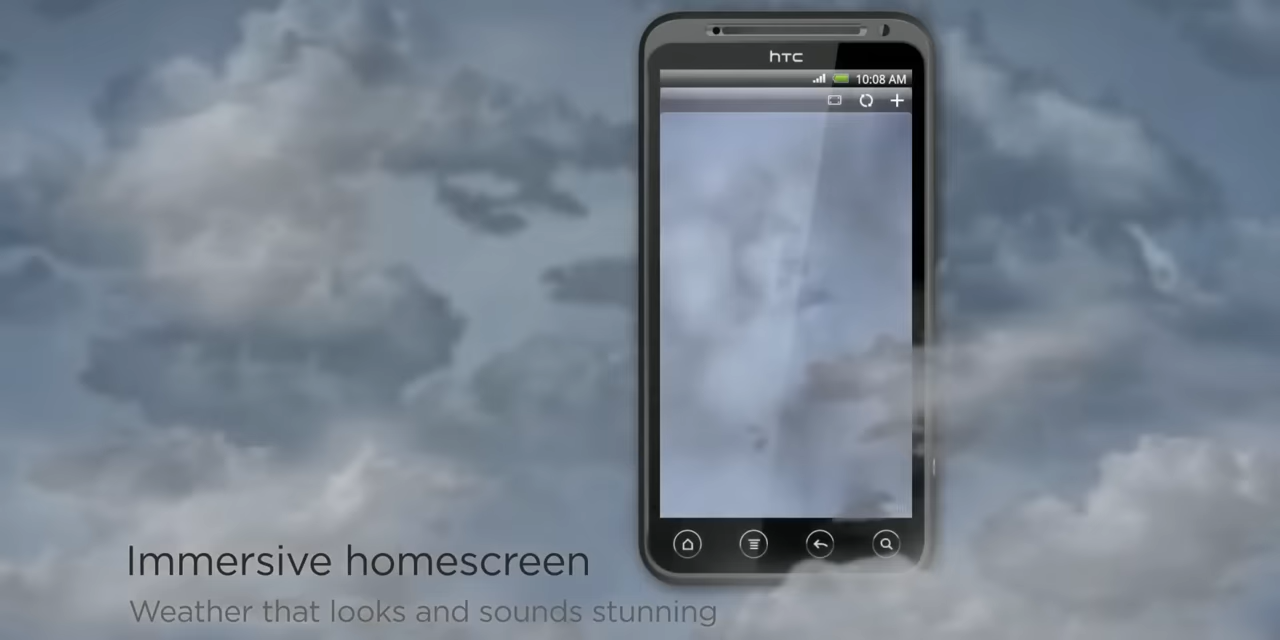 hTC
10:08 AM
Immersive homescreen
Weather that looks and sounds stunning